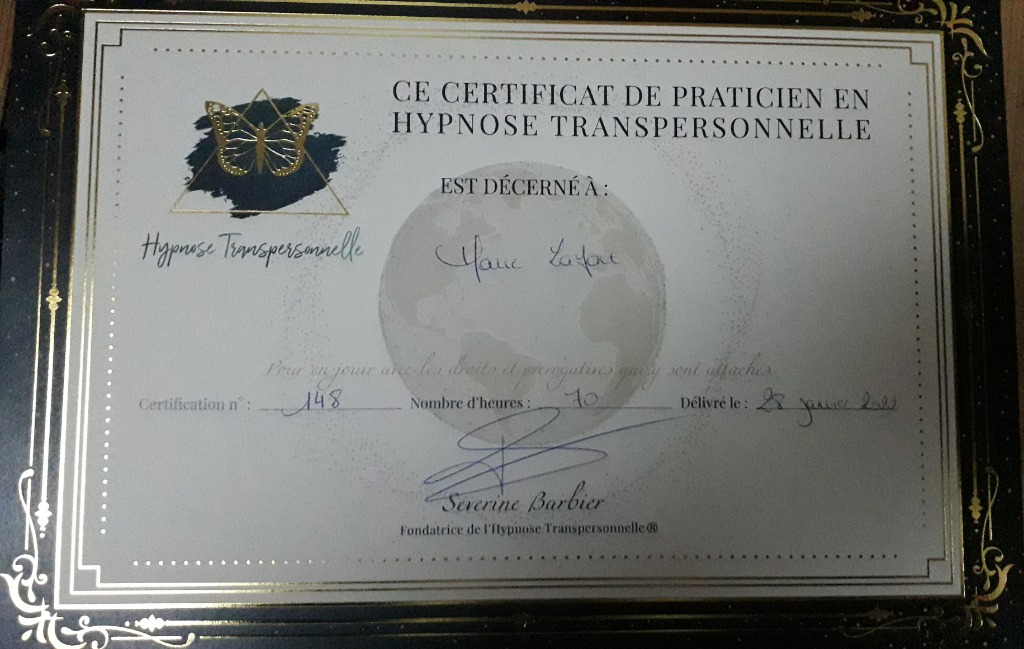 CE CERTIFICAT DE PRATICIEN EN
HYPNOSE TRANSPERSONNELLE
Hypnose Transpersonnelle
EST DÉCERNÉ À :
Pour en jouir avec les droits et prérogatives qui y sont attachés
Certification n° : 148 Nombre d'heures : 70 Délivré le : 28 janvier
Séverine Barbier
Fondatrice de l'Hypnose Transpersonnelle®